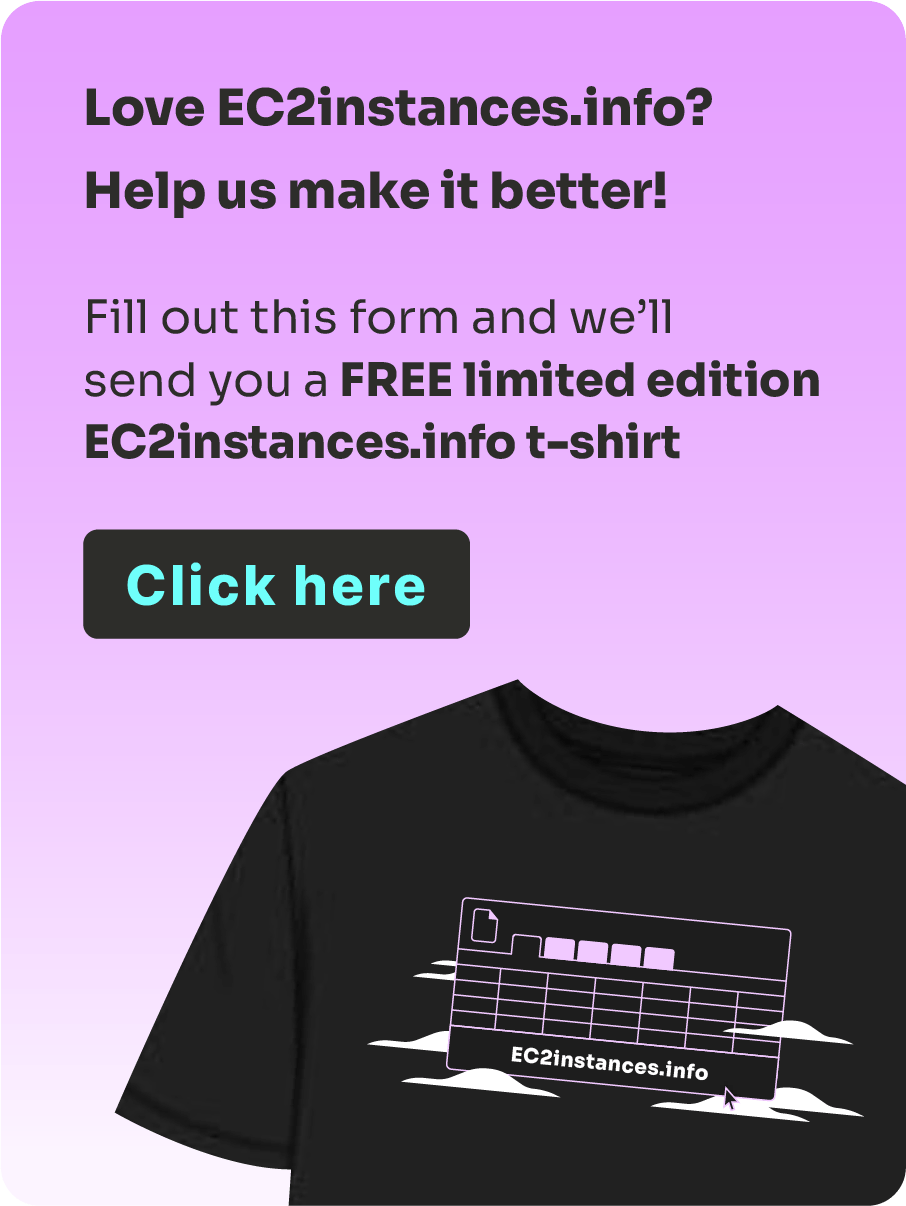 Love EC2instances.info?
Help us make it better!
Fill out this form and we’ll
send you a FREE limited edition
EC2instances.info t-shirt
Click here
EC2instances.info